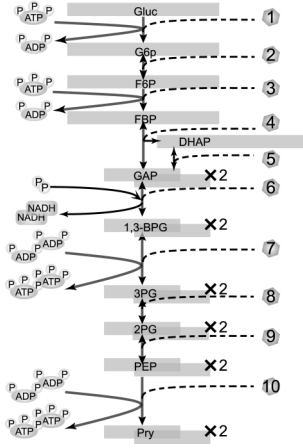 P P P
ATP
Gluc
1
ADP
P P
G6p
2
P P P
ATP
F6P
3
ADP
P P
FBP
4
DHAP
5
GAP
×2
6
P P
NADH
NADH
1,3-BPG
×2
P P P P
ADP ADP
7
P P P P P P
ATP ATP
3PG
×2
8
2PG
×2
9
PEP
×2
P P P P
ADP ADP
10
P P P P P P
ATP ATP
Pry
×2